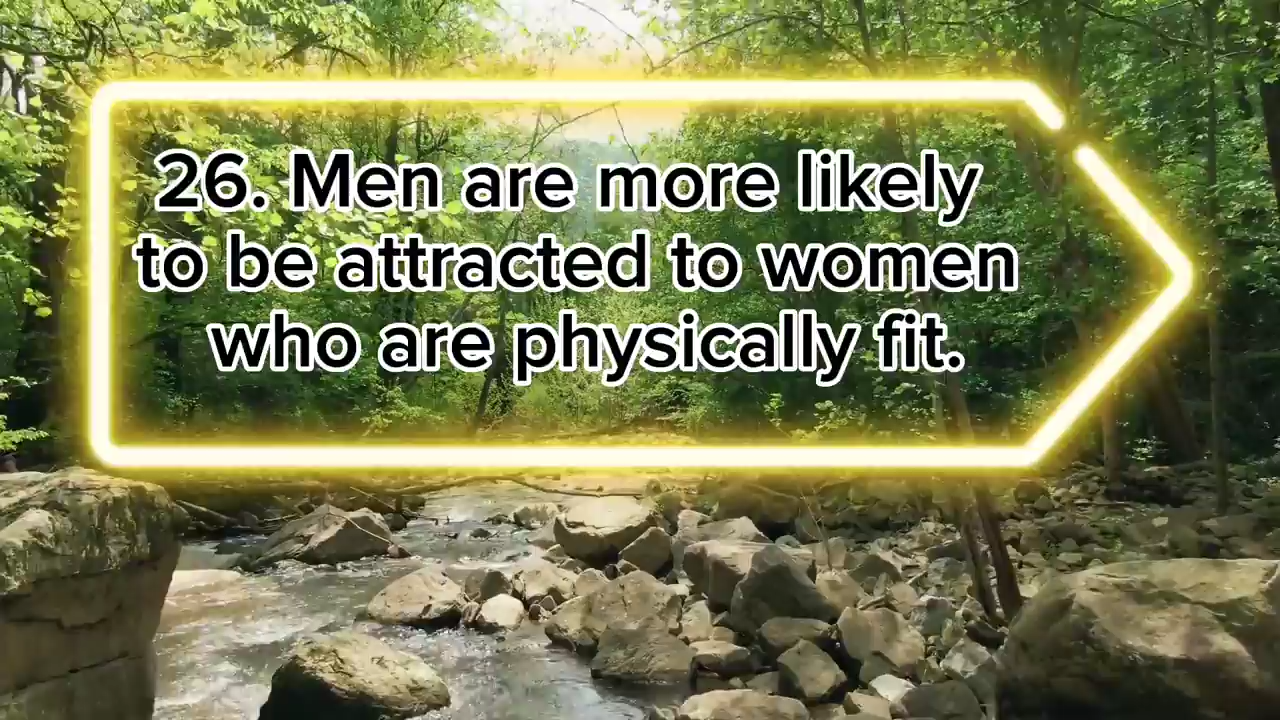 26. Men are more likely
to be attracted to women
who are physically fit.